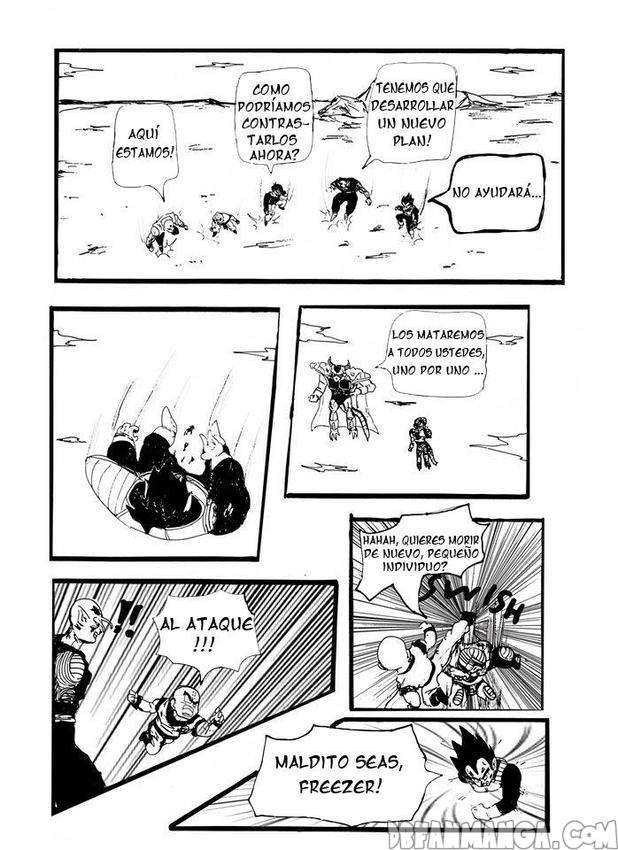 AQUÍ
ESTAMOS!
COMO
PODRÍAMOS
CONTRAS-
TARLOS
AHORA?
TENEMOS QUE
DESARROLLAR
UN NUEVO
PLAN!
NO AYUDARÁ...
LOS MATAREMOS
A TODOS USTEDES,
UNO POR UNO ...
HAHAH, QUIERES MORIR
DE NUEVO, PEQUEÑO
INDIVIDUO?
SWISH
!!
AL ATAQUE
!!!
MALDITO SEAS,
FREEZER!
DBFANMANGA.COM